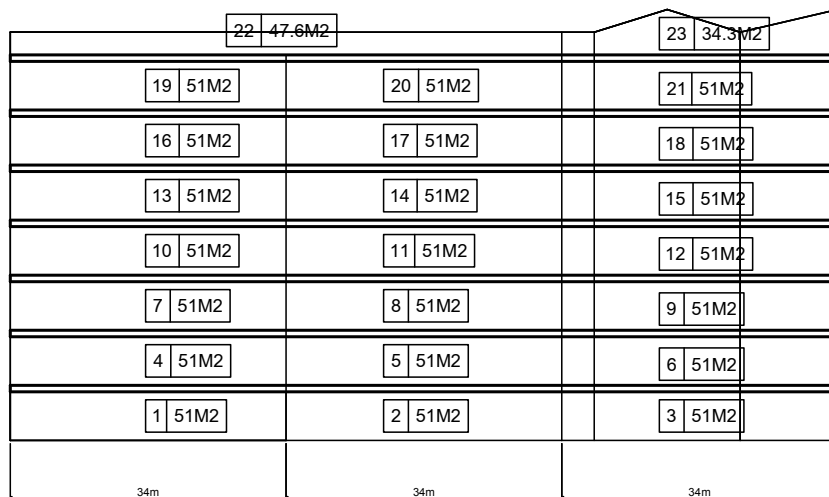 22 47.6M2
23 34.3M2
19 51M2
20 51M2
21 51M2
16 51M2
17 51M2
18 51M2
13 51M2
14 51M2
15 51M2
10 51M2
11 51M2
12 51M2
7 51M2
8 51M2
9 51M2
4 51M2
5 51M2
6 51M2
1 51M2
2 51M2
3 51M2
34m
34m
34m